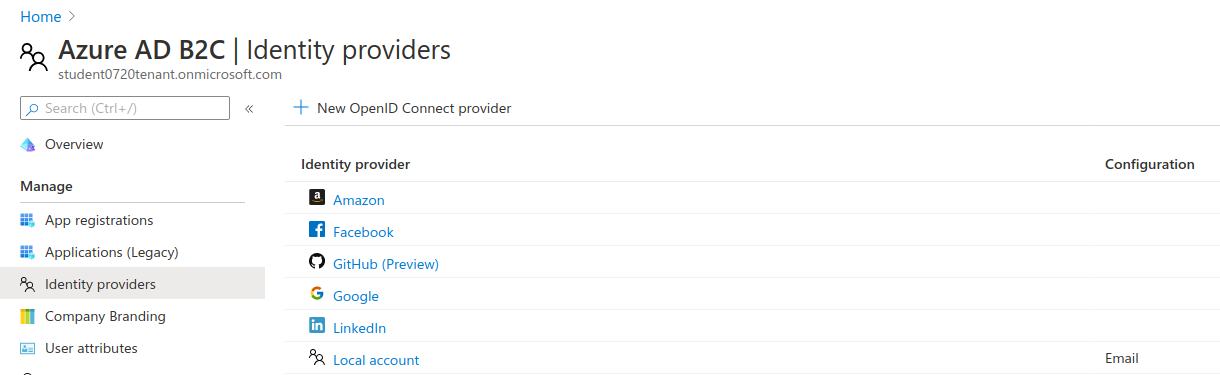 Home >
Azure AD B2C | Identity providers
student0720tenant.onmicrosoft.com
Search (Ctrl+/) «
Overview
Manage
App registrations
Applications (Legacy)
Identity providers
Company Branding
User attributes
+ New OpenID Connect provider
Identity provider Configuration
Amazon
Facebook
GitHub (Preview)
Google
LinkedIn
Local account Email